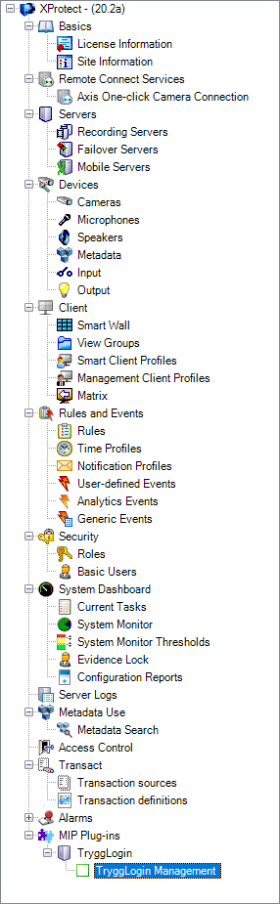 XProtect - (20.2a)
Basics
License Information
Site Information
Remote Connect Services
Axis One-click Camera Connection
Servers
Recording Servers
Failover Servers
Mobile Servers
Devices
Cameras
Microphones
Speakers
Metadata
Input
Output
Client
Smart Wall
View Groups
Smart Client Profiles
Management Client Profiles
Matrix
Rules and Events
Rules
Time Profiles
Notification Profiles
User-defined Events
Analytics Events
Generic Events
Security
Roles
Basic Users
System Dashboard
Current Tasks
System Monitor
System Monitor Thresholds
Evidence Lock
Configuration Reports
Server Logs
Metadata Use
Metadata Search
Access Control
Transact
Transaction sources
Transaction definitions
Alarms
MIP Plug-ins
TryggLogin
TryggLogin Management